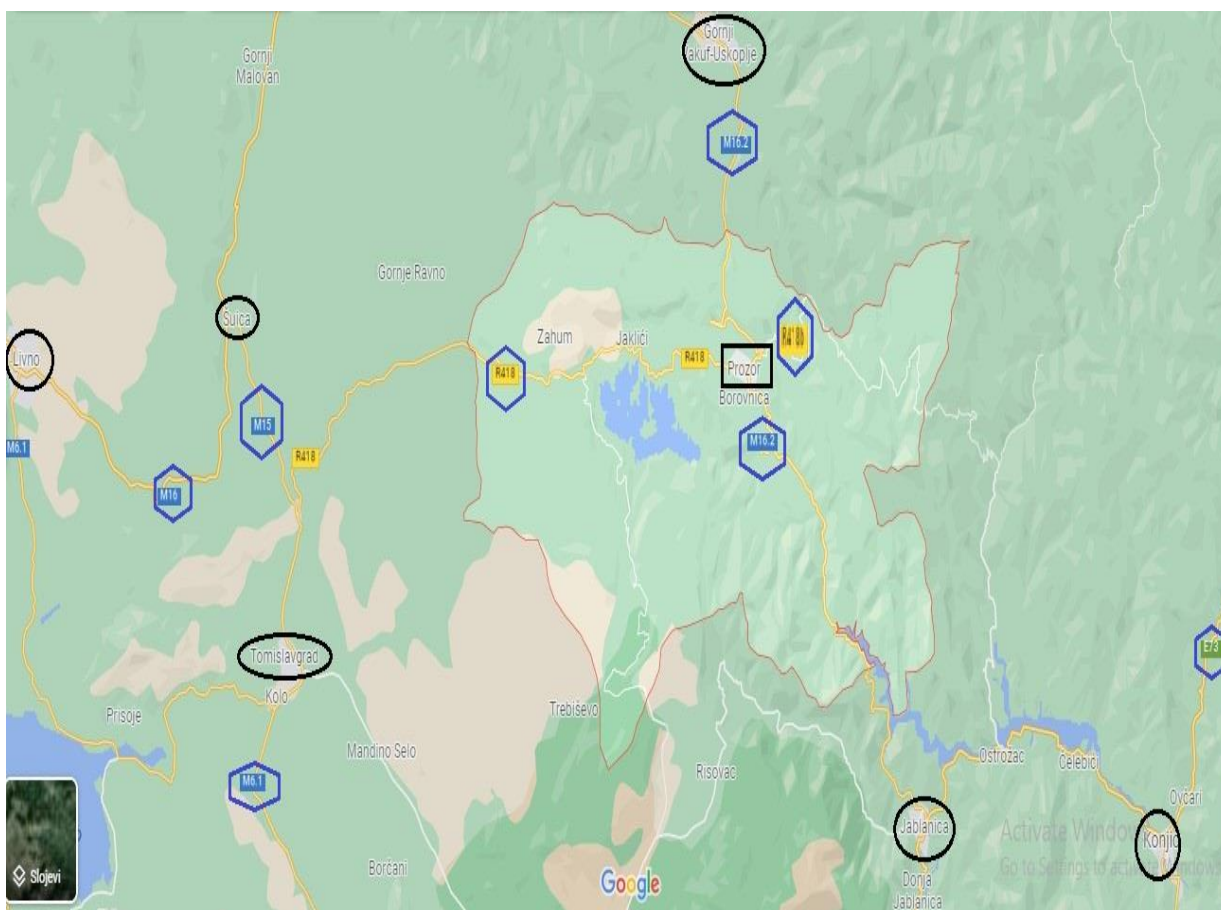 Gornji
Vakuf-Uskoplje
Gornji
Malovan
M16.2
Gornje Ravno
Šuica
Livno
Zahum
Jaklići
R418b
R418
R418
Prozor
Borovnica
M15
M16.2
M6.1
R418
M16
Tomislavgrad
E73
Kolo
Prisoje
Trebiševo
Mandino Selo
Risovac
Ostrožac
Čelebići
M6.1
Ovčari
Jablanica
Konjic
Activate Windows
Go to Settings to activate Windows
Borčani
Slojevi
Google
Donja
Jablanica